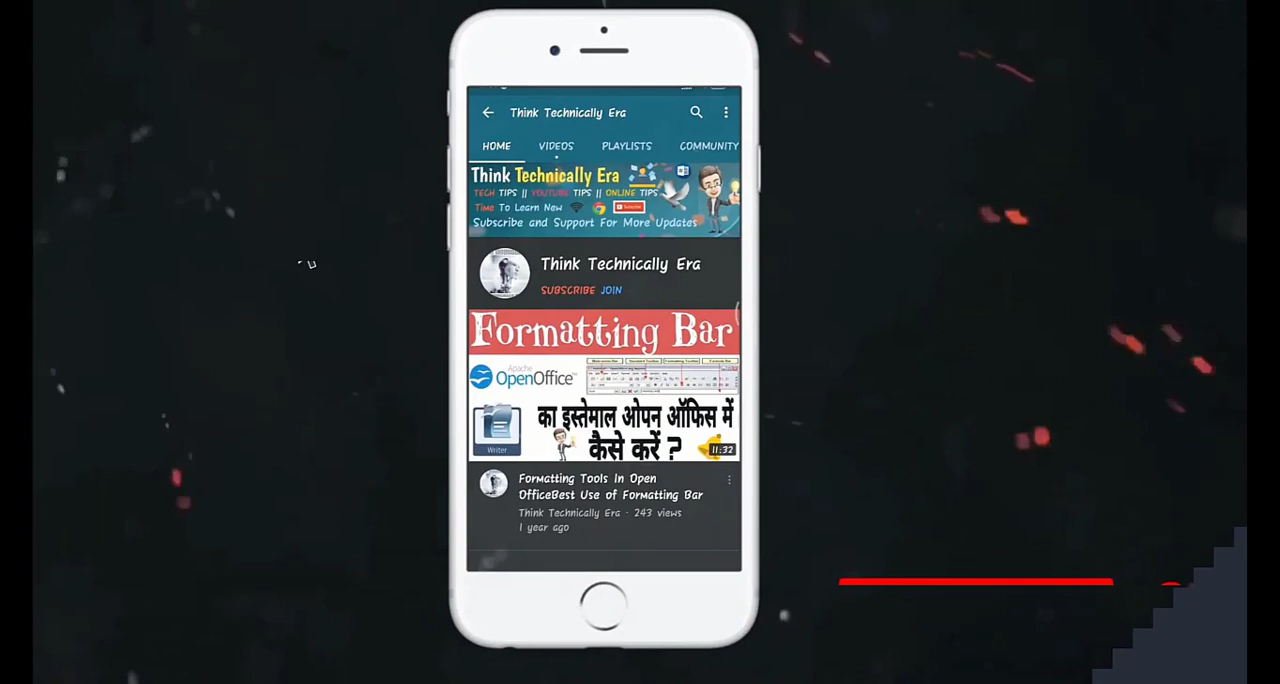 Think Technically Era
HOME VIDEOS PLAYLISTS COMMUNITY
Think Technically Era
TECH TIPS || YOUTUBE TIPS || ONLINE TIPS
Time To Learn New Subscribe
Subscribe and Support For More Updates
Think Technically Era
SUBSCRIBE JOIN
Formatting Bar
Apache
OpenOffice
का इस्तेमाल ओपन ऑफिस में
कैसे करें ?
Writer
11:32
Formatting Tools In Open
OfficeBest Use of Formatting Bar
Think Technically Era · 243 views
1 year ago